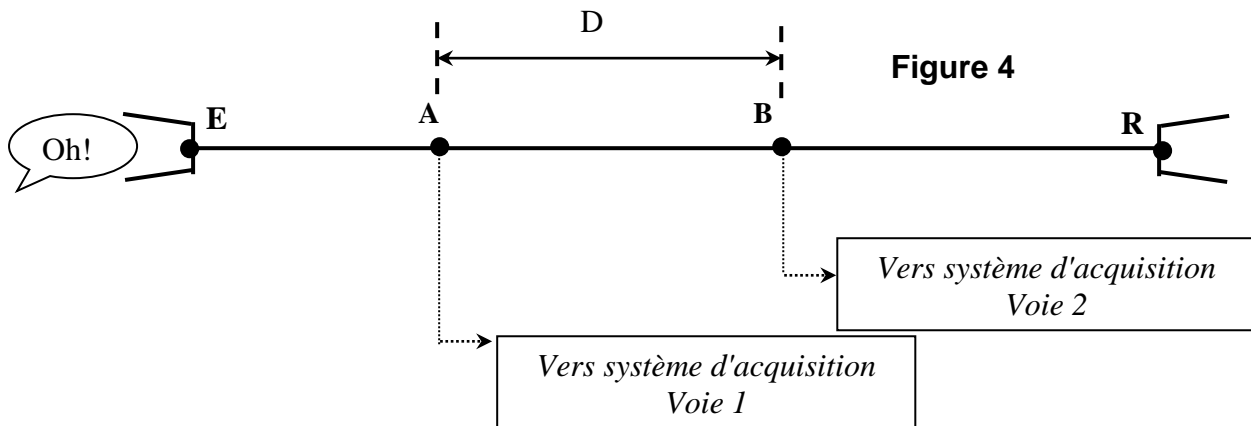 D
Figure 4
E
A
B
R
Oh!
Vers système d'acquisition
Voie 2
Vers système d'acquisition
Voie 1